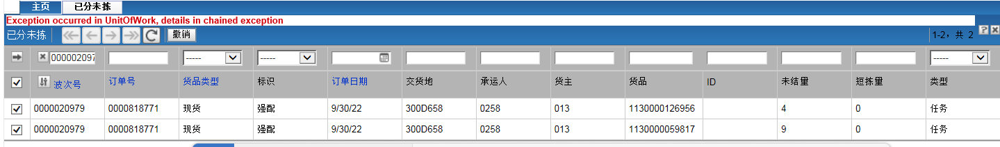 主页 已分未拣
Exception occurred in UnitOfWork, details in chained exception
已分未拣 撤销 1-2，共 2
000002097 ----- ----- -----
波次号 订单号 货品类型 标识 订单日期 交货地 承运人 货主 货品 ID 未结量 短拣量 类型
0000020979 0000818771 现货 强配 9/30/22 300D658 0258 013 1130000126956 4 0 任务
0000020979 0000818771 现货 强配 9/30/22 300D658 0258 013 1130000059817 9 0 任务